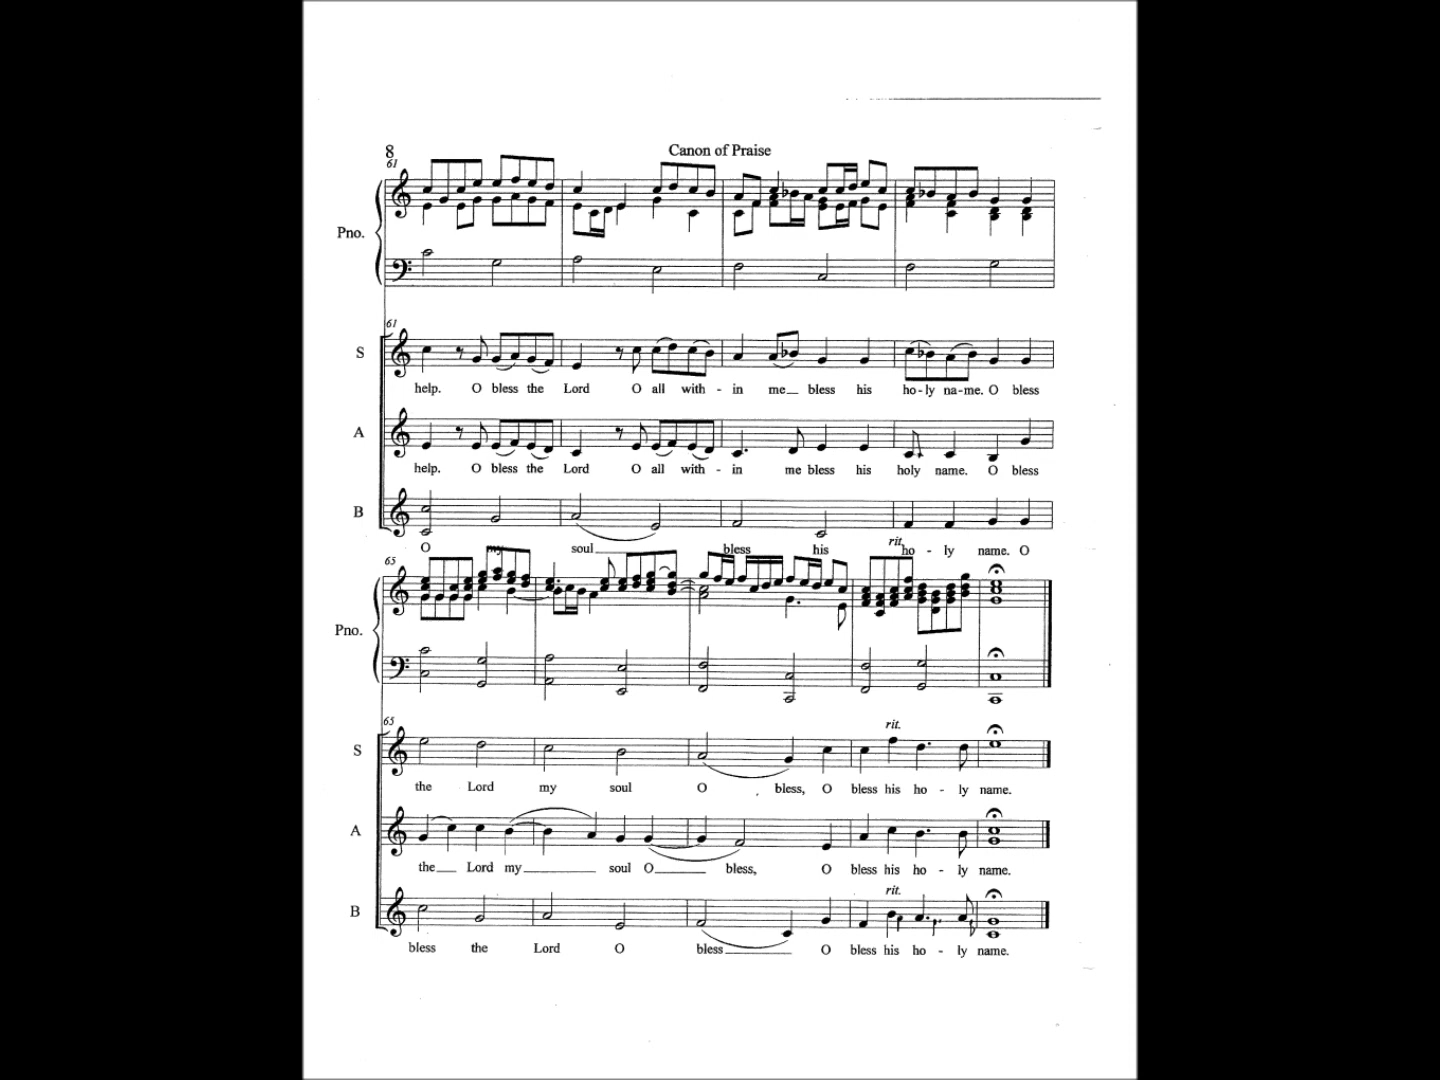 8
Canon of Praise
61
Pno.
61
S
help. O bless the Lord O all with - in me bless his ho - ly na - me. O bless
A
help. O bless the Lord O all with - in me bless his holy name. O bless
B
O my soul bless his ho - ly name. O
rit.
65
Pno.
65
rit.
S
the Lord my soul O bless, O bless his ho - ly name.
A
the Lord my soul O bless, O bless his ho - ly name.
rit.
B
bless the Lord O bless O bless his ho - ly name.